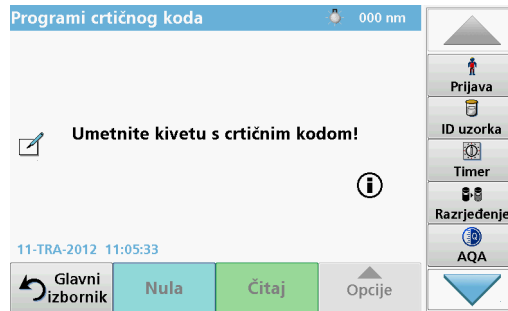 Programi crtičnog koda
000 nm
Umetnite kivetu s crtičnim kodom!
11-TRA-2012 11:05:33
Glavni
izbornik
Nula
Čitaj
Opcije
Prijava
ID uzorka
Timer
Razrjeđenje
AQA